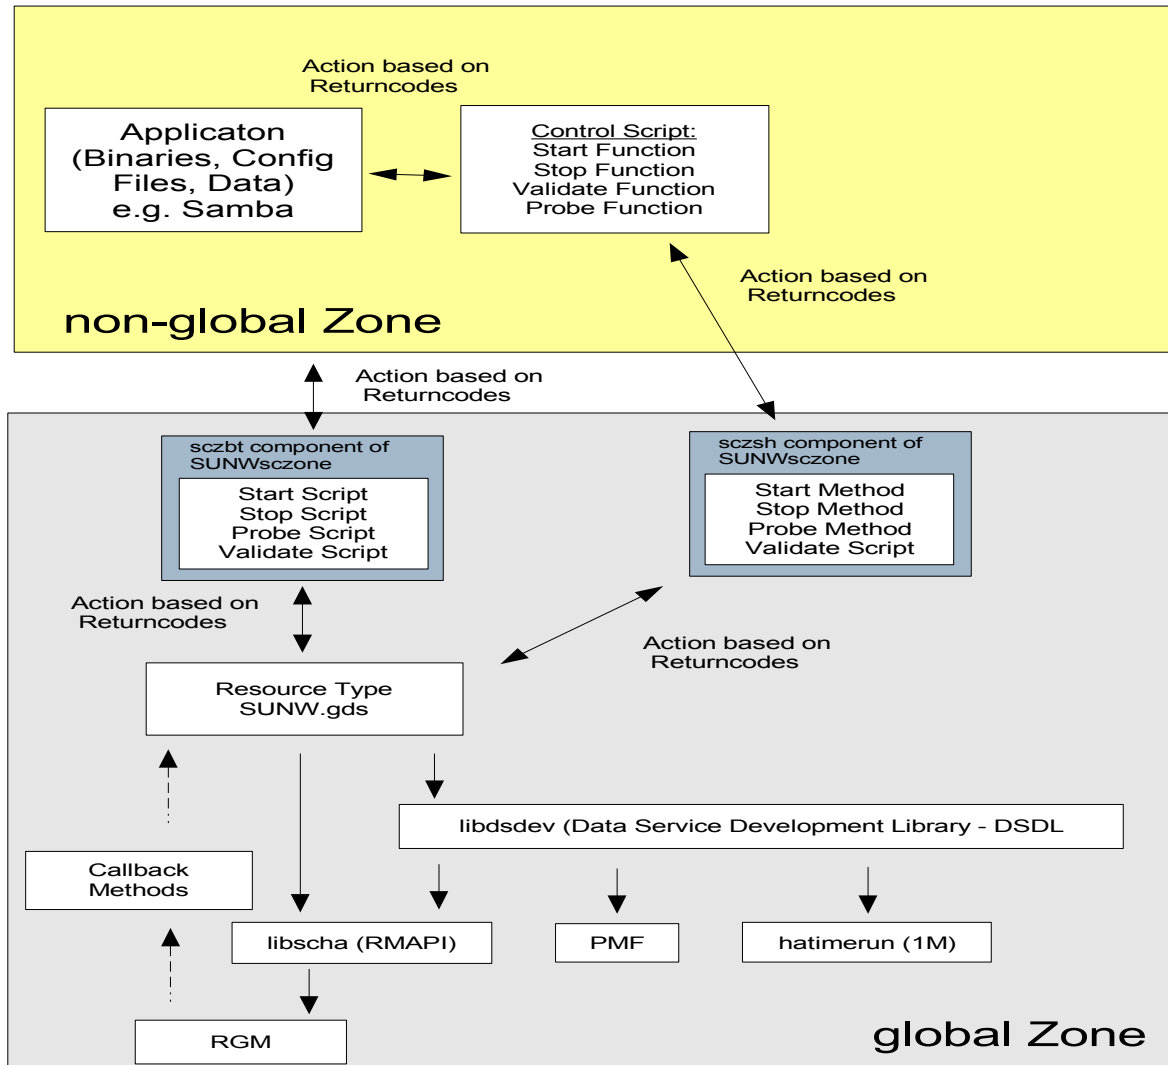 Action based on
Returncodes
Applicaton
(Binaries, Config
Files, Data)
e.g. Samba
Control Script:
Start Function
Stop Function
Validate Function
Probe Function
Action based on
Returncodes
non-global Zone
Action based on
Returncodes
sczbt component of
SUNWsczone
Start Script
Stop Script
Probe Script
Validate Script
sczsh component of
SUNWsczone
Start Method
Stop Method
Probe Method
Validate Script
Action based on
Returncodes
Action based on
Returncodes
Resource Type
SUNW.gds
libdsdev (Data Service Development Library - DSDL
Callback
Methods
libscha (RMAPI)
PMF
hatimerun (1M)
RGM
global Zone